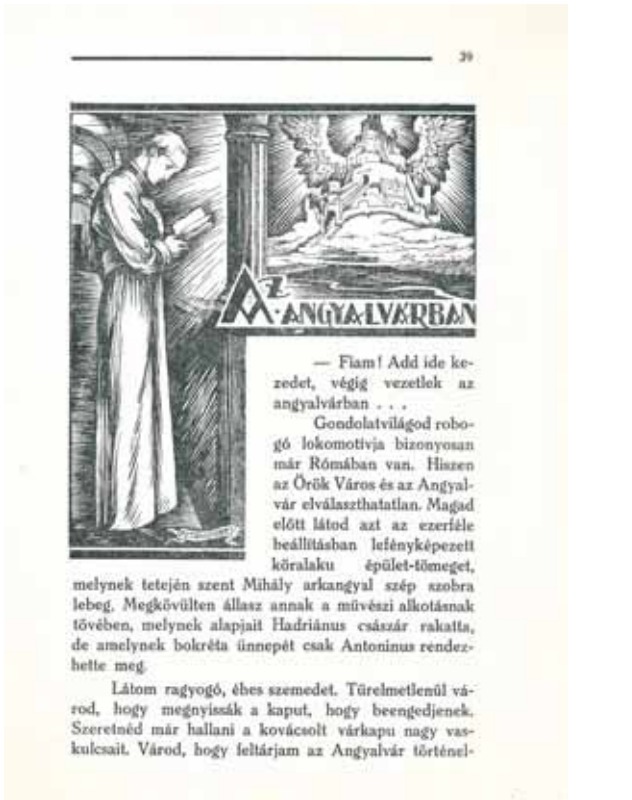 39
AZ ANGYALVÁRBAN
— Fiam! Add ide ke-
zedet, végig vezetlek az
angyalvárban . . .
Gondolatvilágod robo-
gó lokomotivja bizonyosan
már Rómában van. Hiszen
az Örök Város és az Angyal-
vár elválaszthatatlan. Magad
előtt látod azt az ezerféle
beállításban lefényképezett
köralaku épület-tömeget,
melynek tetején szent Mihály arkangyal szép szobra
lebeg. Megkövülten állasz annak a művészi alkotásnak
tövében, melynek alapjait Hadriánus császár rakatta,
de amelynek bokréta ünnepét csak Antoninus rendez-
hette meg.
Látom ragyogó, éhes szemedet. Türelmetlenül vá-
rod, hogy megnyissák a kaput, hogy beengedjenek.
Szeretnéd már hallani a kovácsolt várkapu nagy vas-
kulcsait. Várod, hogy feltárjam az Angyalvár történel-